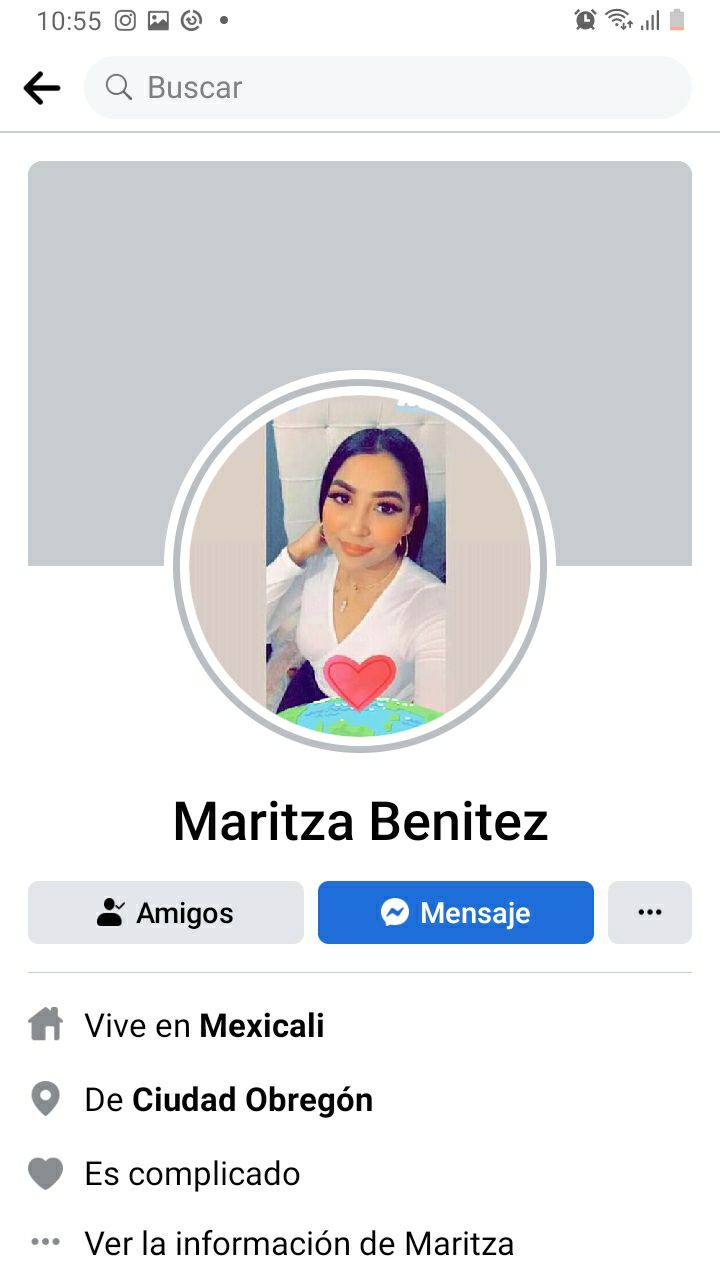 10:55
Buscar
Maritza Benitez
Amigos
Mensaje
Vive en Mexicali
De Ciudad Obregón
Es complicado
Ver la información de Maritza